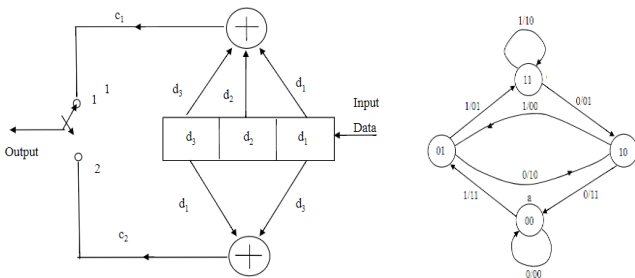 c1
d3
d2
d1
1
1
Input
Data
d3
d2
d1
Output
2
d1
d3
c2
1/10
11
1/01
0/01
1/00
01
10
0/10
1/11
0/11
a
00
0/00